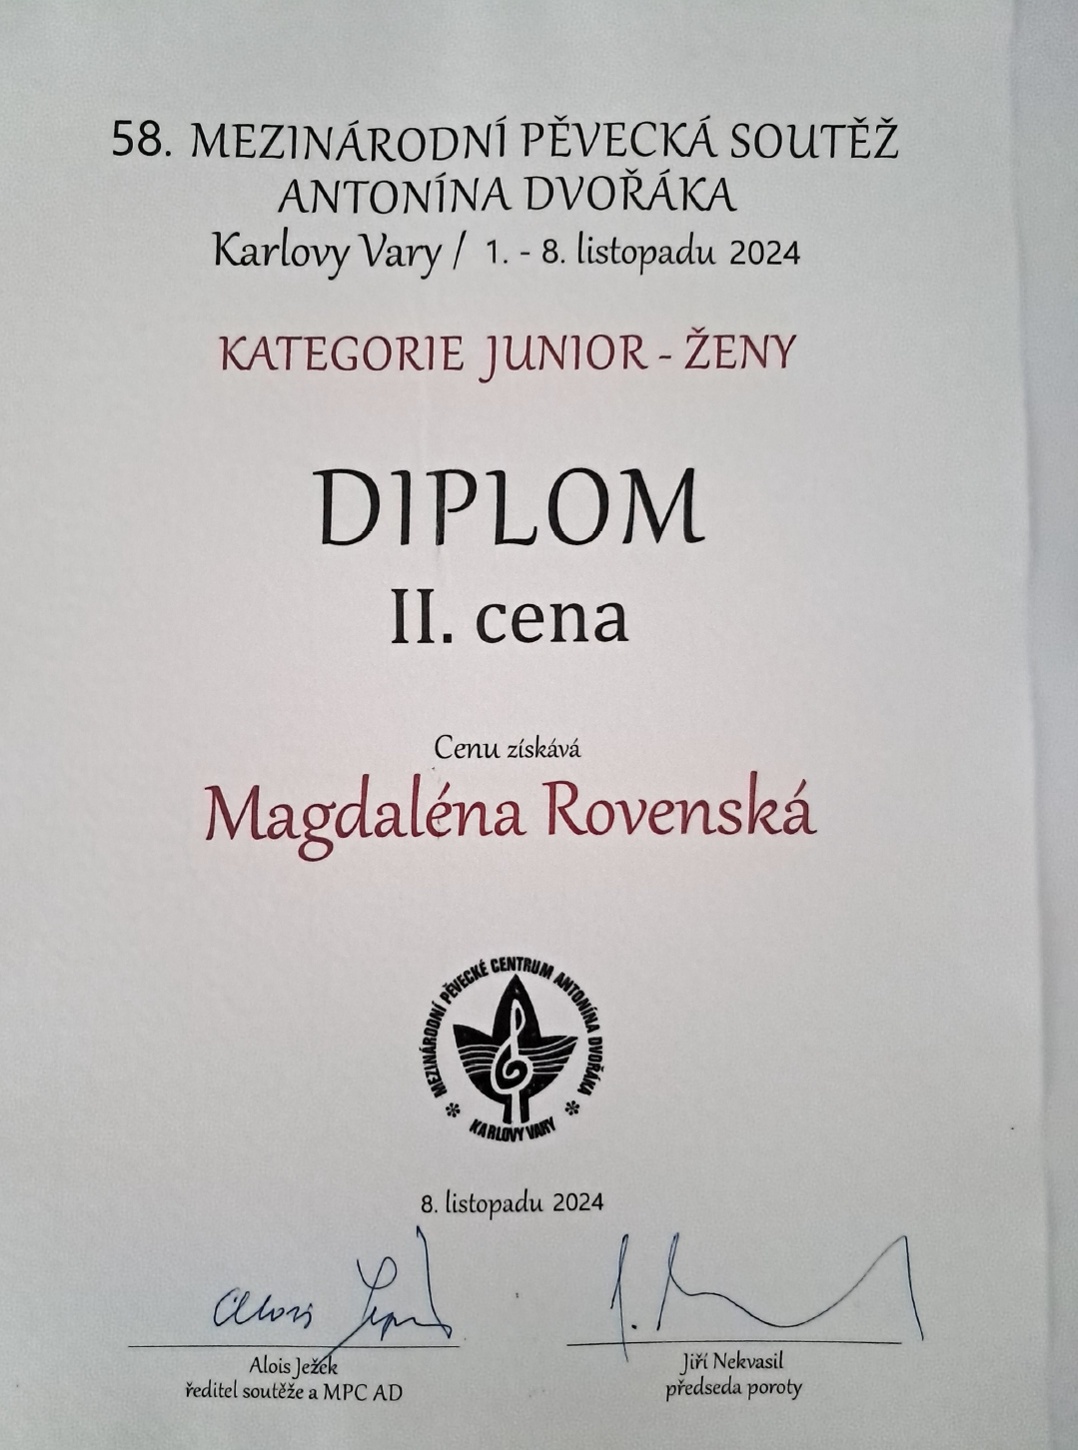 58. MEZINÁRODNÍ PĚVECKÁ SOUTĚŽ
ANTONÍNA DVOŘÁKA
Karlovy Vary / 1. - 8. listopadu 2024
KATEGORIE JUNIOR - ŽENY
DIPLOM
II. cena
Cenu získává
Magdaléna Rovenská
MEZINÁRODNÍ PĚVECKÉ CENTRUM ANTONÍNA DVOŘÁKA
* KARLOVY VARY *
8. listopadu 2024
Alois Ježek
ředitel soutěže a MPC AD
Jiří Nekvasil
předseda poroty